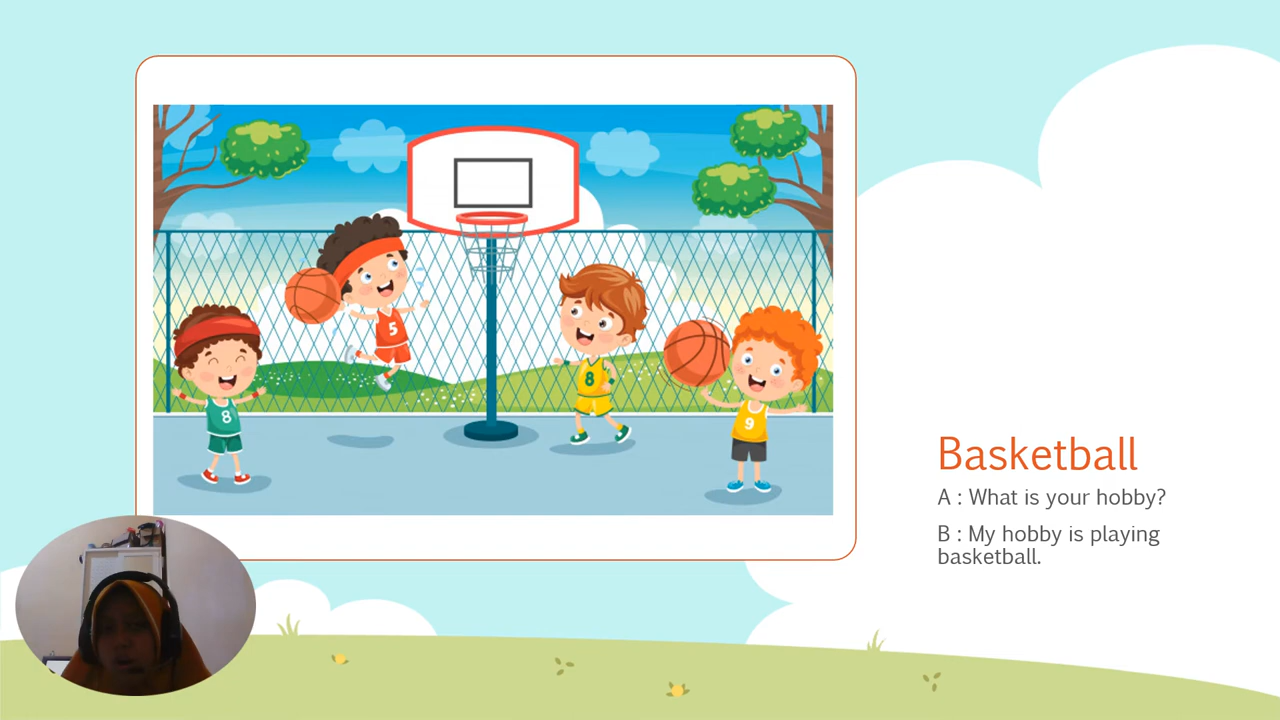 5
8
8
9
Basketball
A : What is your hobby?
B : My hobby is playing
basketball.